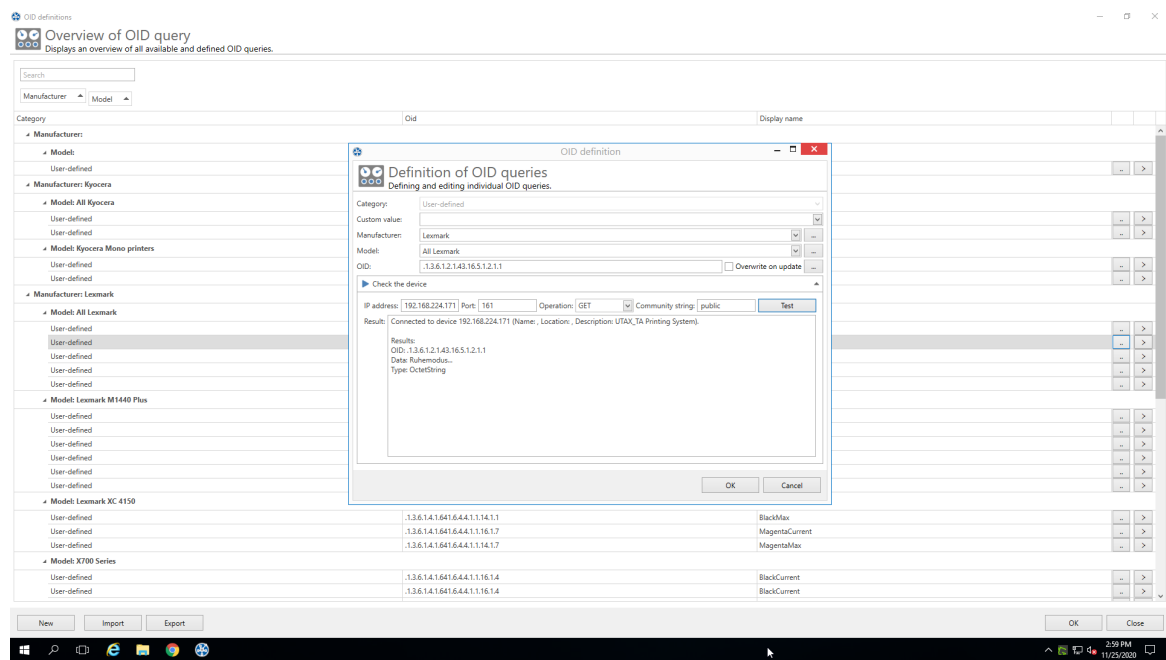 OID definitions
Overview of OID query
Displays an overview of all available and defined OID queries.
Search
Manufacturer Model
Category Oid Display name
Manufacturer:
Model:
User-defined
Manufacturer: Kyocera
Model: All Kyocera
User-defined
User-defined
Model: Kyocera Mono printers
User-defined
User-defined
Manufacturer: Lexmark
Model: All Lexmark
User-defined
User-defined
User-defined
User-defined
User-defined
Model: Lexmark M1440 Plus
User-defined
User-defined
User-defined
User-defined
User-defined
User-defined
Model: Lexmark XC 4150
User-defined .1.3.6.1.4.1.641.6.4.4.1.1.14.1.1 BlackMax
User-defined .1.3.6.1.4.1.641.6.4.4.1.1.16.1.7 MagentaCurrent
User-defined .1.3.6.1.4.1.641.6.4.4.1.1.14.1.7 MagentaMax
Model: X700 Series
User-defined .1.3.6.1.4.1.641.6.4.4.1.1.16.1.4 BlackCurrent
User-defined .1.3.6.1.4.1.641.6.4.4.1.1.16.1.4 BlackCurrent
OID definition
Definition of OID queries
Defining and editing individual OID queries.
Category: User-defined
Custom value:
Manufacturer: Lexmark ...
Model: All Lexmark ...
OID: .1.3.6.1.2.1.43.16.5.1.2.1.1 Overwrite on update ...
Check the device
IP address: 192.168.224.171 Port: 161 Operation: GET Community string: public Test
Result: Connected to device 192.168.224.171 (Name: , Location: , Description: UTAX_TA Printing System).
Results:
OID: .1.3.6.1.2.1.43.16.5.1.2.1.1
Data: Ruhemodus...
Type: OctetString
OK Cancel
New Import Export OK Close
2:59 PM
11/25/2020